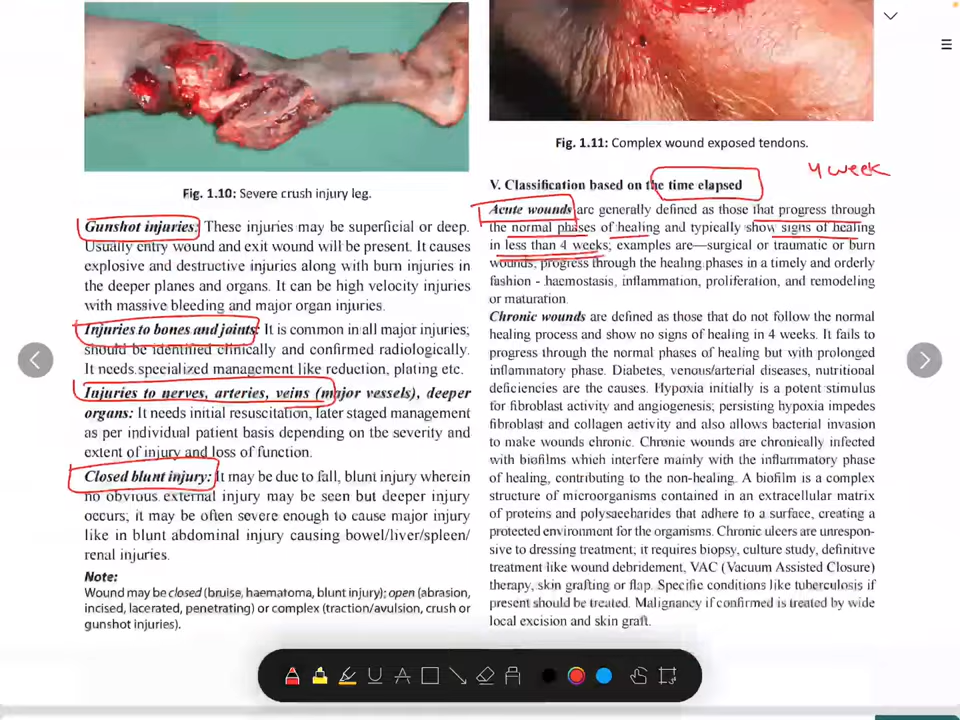 Fig. 1.10: Severe crush injury leg.
Gunshot injuries: These injuries may be superficial or deep.
Usually entry wound and exit wound will be present. It causes
explosive and destructive injuries along with burn injuries in
the deeper planes and organs. It can be high velocity injuries
with massive bleeding and major organ injuries.
Injuries to bones and joints: It is common in all major injuries;
should be identified clinically and confirmed radiologically.
It needs specialized management like reduction, plating etc.
Injuries to nerves, arteries, veins (major vessels), deeper
organs: It needs initial resuscitation, later staged management
as per individual patient basis depending on the severity and
extent of injury and loss of function.
Closed blunt injury: It may be due to fall, blunt injury wherein
no obvious external injury may be seen but deeper injury
occurs; it may be often severe enough to cause major injury
like in blunt abdominal injury causing bowel/liver/spleen/
renal injuries.
Note:
Wound may be closed (bruise, haematoma, blunt injury); open (abrasion,
incised, lacerated, penetrating) or complex (traction/avulsion, crush or
gunshot injuries).
Fig. 1.11: Complex wound exposed tendons.
4 week
V. Classification based on the time elapsed
Acute wounds are generally defined as those that progress through
the normal phases of healing and typically show signs of healing
in less than 4 weeks; examples are—surgical or traumatic or burn
wounds, progress through the healing phases in a timely and orderly
fashion - haemostasis, inflammation, proliferation, and remodeling
or maturation.
Chronic wounds are defined as those that do not follow the normal
healing process and show no signs of healing in 4 weeks. It fails to
progress through the normal phases of healing but with prolonged
inflammatory phase. Diabetes, venous/arterial diseases, nutritional
deficiencies are the causes. Hypoxia initially is a potent stimulus
for fibroblast activity and angiogenesis; persisting hypoxia impedes
fibroblast and collagen activity and also allows bacterial invasion
to make wounds chronic. Chronic wounds are chronically infected
with biofilms which interfere mainly with the inflammatory phase
of healing, contributing to the non-healing. A biofilm is a complex
structure of microorganisms contained in an extracellular matrix
of proteins and polysaccharides that adhere to a surface, creating a
protected environment for the organisms. Chronic ulcers are unrespon-
sive to dressing treatment; it requires biopsy, culture study, definitive
treatment like wound debridement, VAC (Vacuum Assisted Closure)
therapy, skin grafting or flap. Specific conditions like tuberculosis if
present should be treated. Malignancy if confirmed is treated by wide
local excision and skin graft.